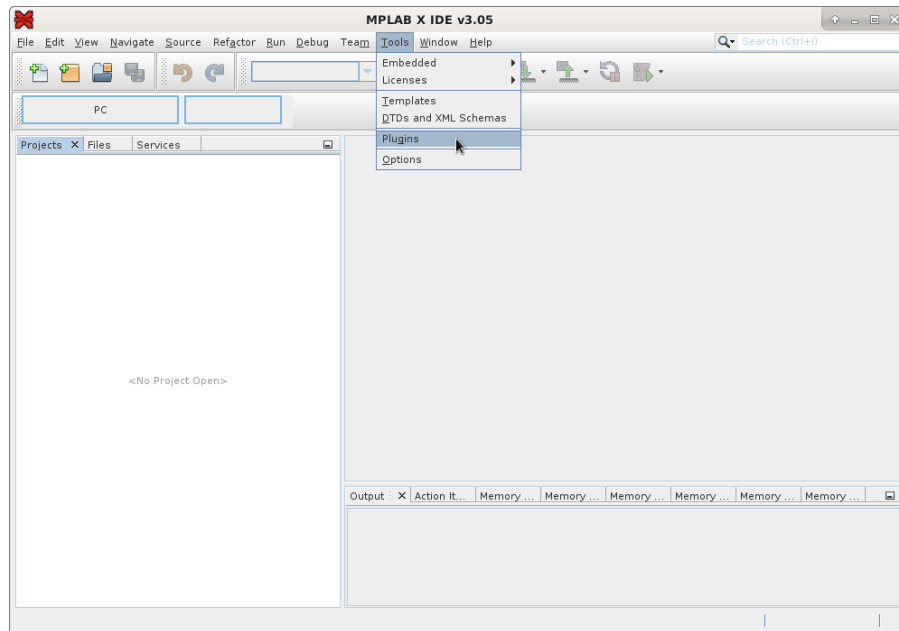 MPLAB X IDE v3.05
File Edit View Navigate Source Refactor Run Debug Team Tools Window Help Search (Ctrl+I)
Embedded
Licenses
Templates
DTDs and XML Schemas
Plugins
Options
PC
Projects Files Services
<No Project Open>
Output Action It... Memory ... Memory ... Memory ... Memory ... Memory ... Memory ...